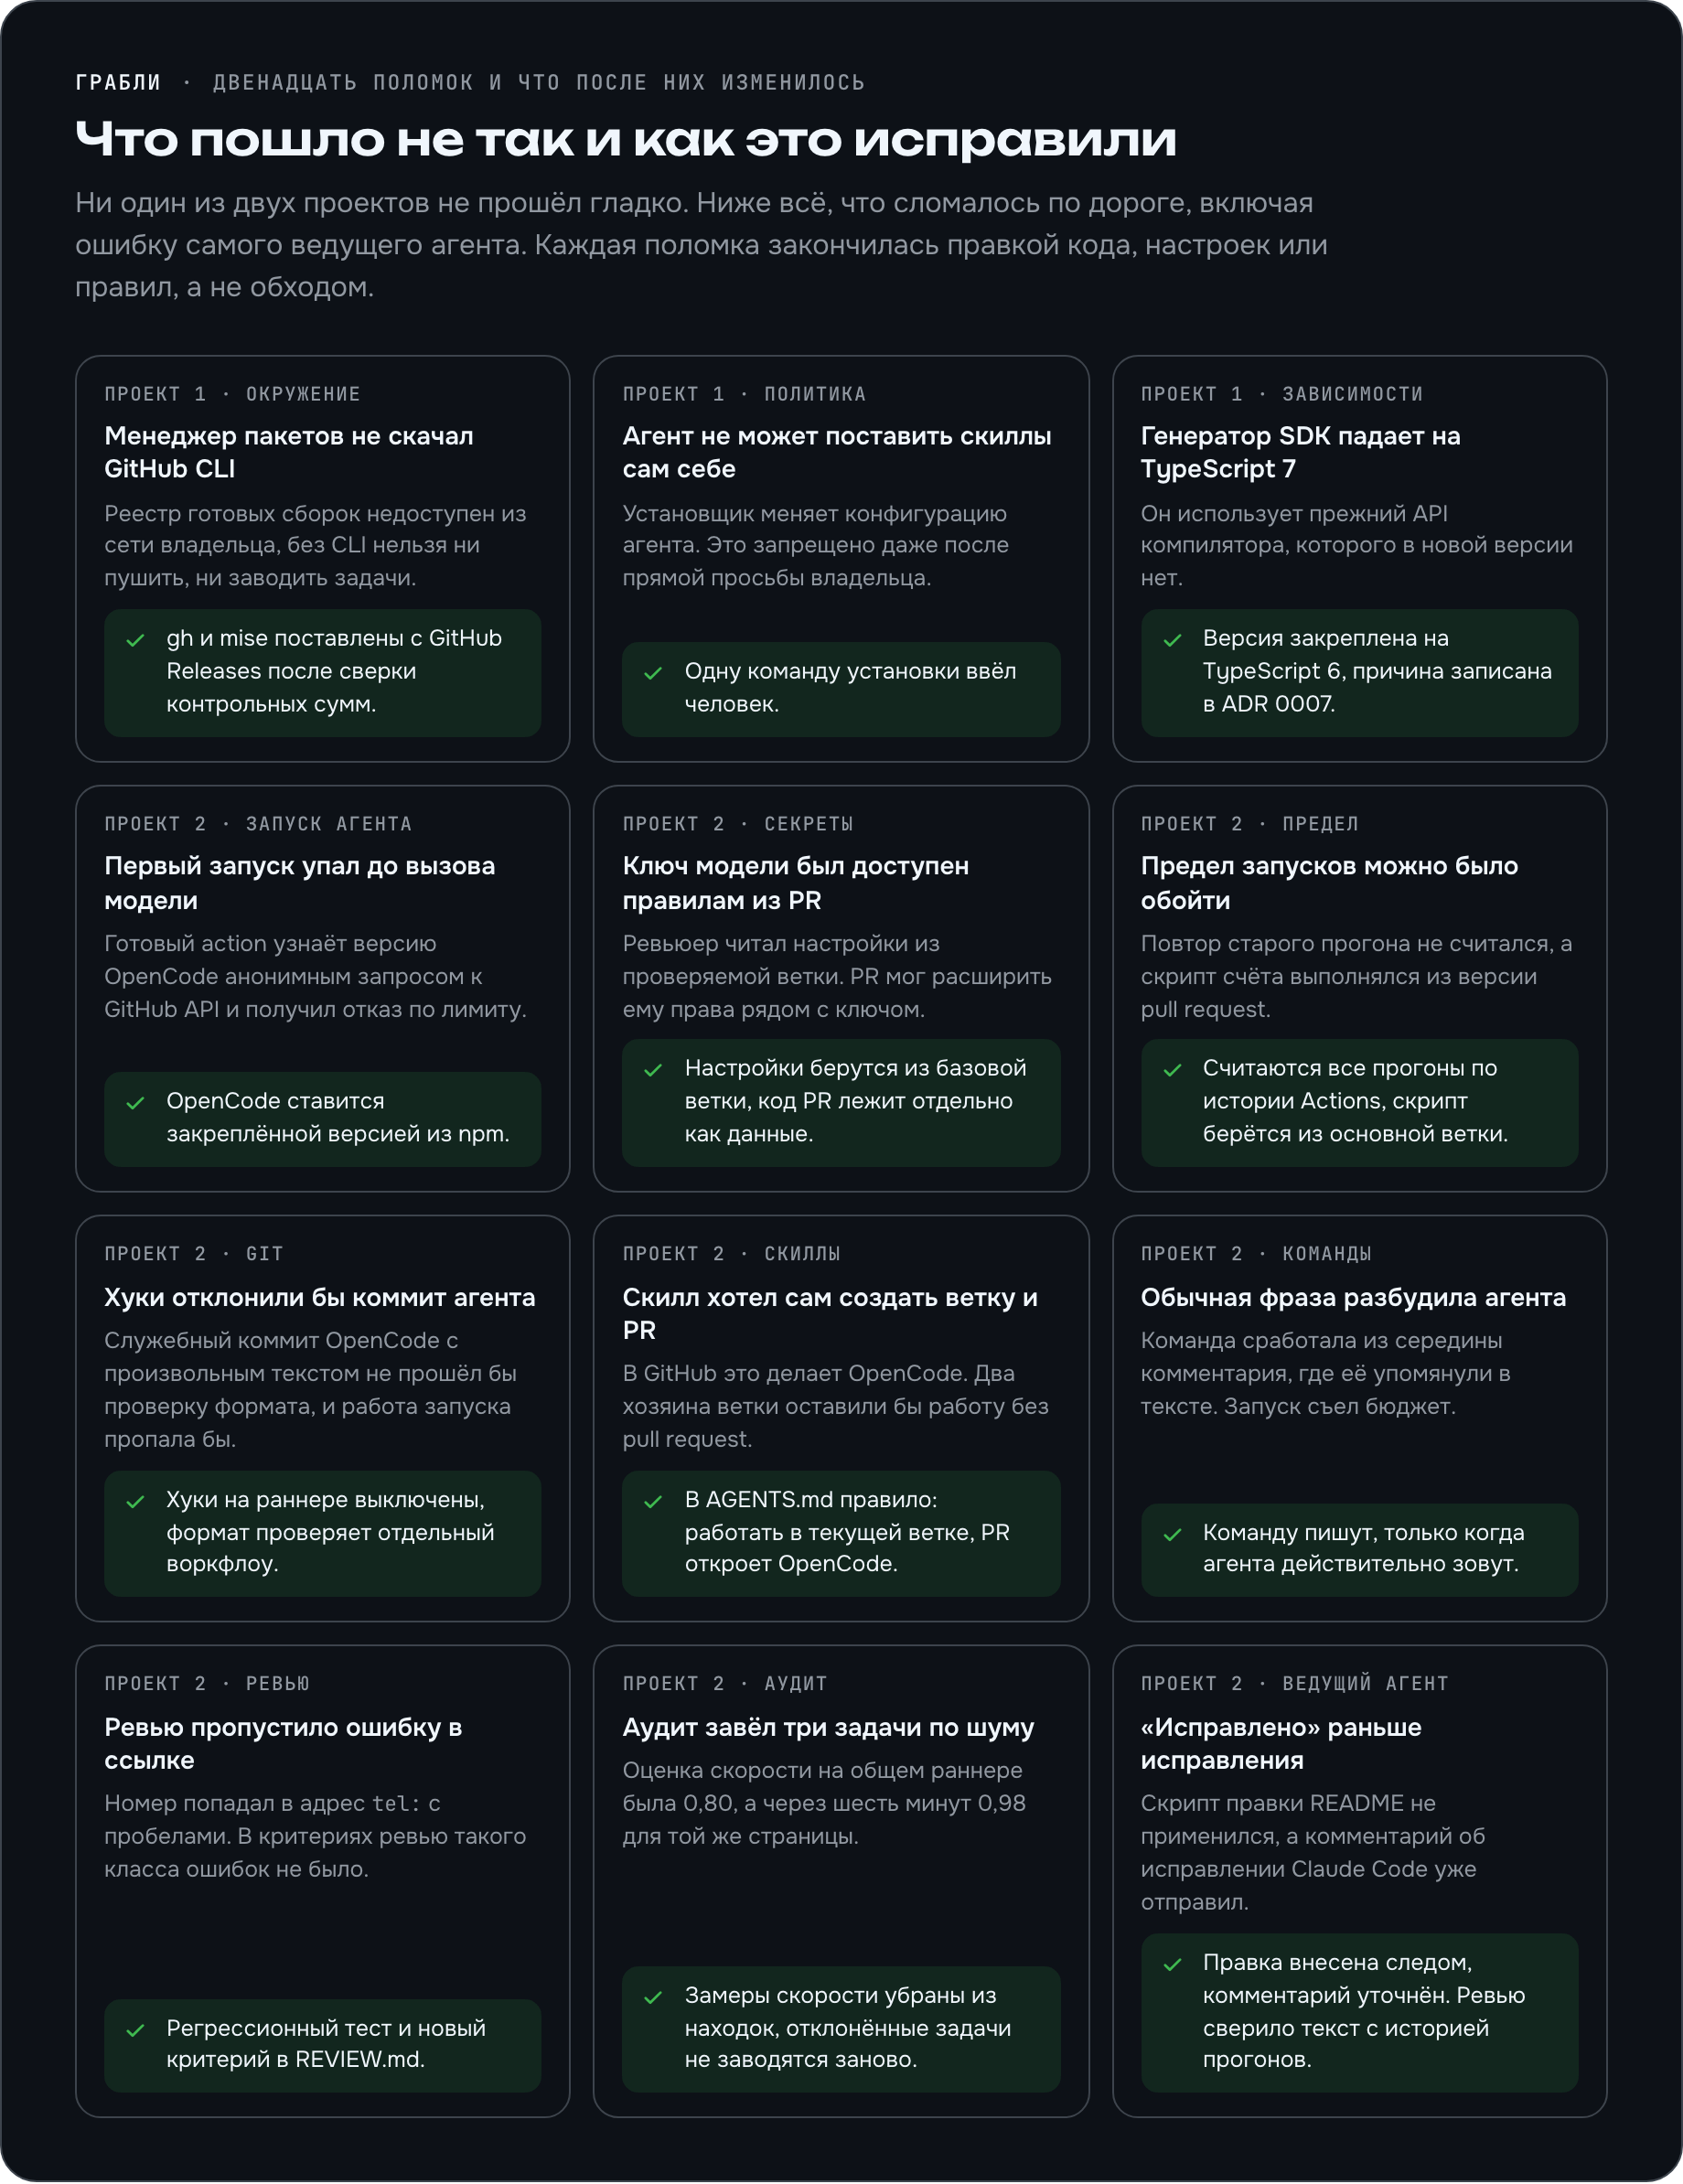 ГРАБЛИ · ДВЕНАДЦАТЬ ПОЛОМОК И ЧТО ПОСЛЕ НИХ ИЗМЕНИЛОСЬ
Что пошло не так и как это исправили
Ни один из двух проектов не прошёл гладко. Ниже всё, что сломалось по дороге, включая
ошибку самого ведущего агента. Каждая поломка закончилась правкой кода, настроек или
правил, а не обходом.
ПРОЕКТ 1 · ОКРУЖЕНИЕ
Менеджер пакетов не скачал
GitHub CLI
Реестр готовых сборок недоступен из
сети владельца, без CLI нельзя ни
пушить, ни заводить задачи.
gh и mise поставлены с GitHub
Releases после сверки
контрольных сумм.
ПРОЕКТ 1 · ПОЛИТИКА
Агент не может поставить скиллы
сам себе
Установщик меняет конфигурацию
агента. Это запрещено даже после
прямой просьбы владельца.
Одну команду установки ввёл
человек.
ПРОЕКТ 1 · ЗАВИСИМОСТИ
Генератор SDK падает на
TypeScript 7
Он использует прежний API
компилятора, которого в новой версии
нет.
Версия закреплена на
TypeScript 6, причина записана
в ADR 0007.
ПРОЕКТ 2 · ЗАПУСК АГЕНТА
Первый запуск упал до вызова
модели
Готовый action узнаёт версию
OpenCode анонимным запросом к
GitHub API и получил отказ по лимиту.
OpenCode ставится
закреплённой версией из npm.
ПРОЕКТ 2 · СЕКРЕТЫ
Ключ модели был доступен
правилам из PR
Ревьюер читал настройки из
проверяемой ветки. PR мог расширить
ему права рядом с ключом.
Настройки берутся из базовой
ветки, код PR лежит отдельно
как данные.
ПРОЕКТ 2 · ПРЕДЕЛ
Предел запусков можно было
обойти
Повтор старого прогона не считался, а
скрипт счёта выполнялся из версии
pull request.
Считаются все прогоны по
истории Actions, скрипт
берётся из основной ветки.
ПРОЕКТ 2 · GIT
Хуки отклонили бы коммит агента
Служебный коммит OpenCode с
произвольным текстом не прошёл бы
проверку формата, и работа запуска
пропала бы.
Хуки на раннере выключены,
формат проверяет отдельный
воркфлоу.
ПРОЕКТ 2 · СКИЛЛЫ
Скилл хотел сам создать ветку и
PR
В GitHub это делает OpenCode. Два
хозяина ветки оставили бы работу без
pull request.
В AGENTS.md правило:
работать в текущей ветке, PR
откроет OpenCode.
ПРОЕКТ 2 · КОМАНДЫ
Обычная фраза разбудила агента
Команда сработала из середины
комментария, где её упомянули в
тексте. Запуск съел бюджет.
Команду пишут, только когда
агента действительно зовут.
ПРОЕКТ 2 · РЕВЬЮ
Ревью пропустило ошибку в
ссылке
Номер попадал в адрес tel: с
пробелами. В критериях ревью такого
класса ошибок не было.
Регрессионный тест и новый
критерий в REVIEW.md.
ПРОЕКТ 2 · АУДИТ
Аудит завёл три задачи по шуму
Оценка скорости на общем раннере
была 0,80, а через шесть минут 0,98
для той же страницы.
Замеры скорости убраны из
находок, отклонённые задачи
не заводятся заново.
ПРОЕКТ 2 · ВЕДУЩИЙ АГЕНТ
«Исправлено» раньше
исправления
Скрипт правки README не
применился, а комментарий об
исправлении Claude Code уже
отправил.
Правка внесена следом,
комментарий уточнён. Ревью
сверило текст с историей
прогонов.